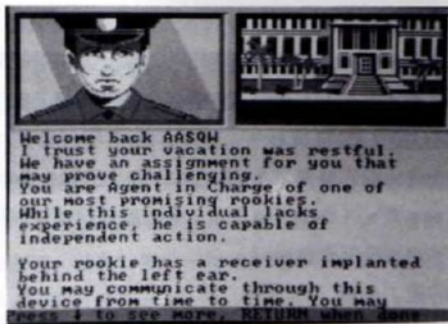 Welcome back AASQW
I trust your vacation was restful.
We have an assignment for you that
may prove challenging.
You are Agent in Charge of one of
our most promising rookies.
While this individual lacks
experience, he is capable of
independent action.
Your rookie has a receiver implanted
behind the left ear.
You may communicate through this
device from time to time. You may
Press ↓ to see more, RETURN when done